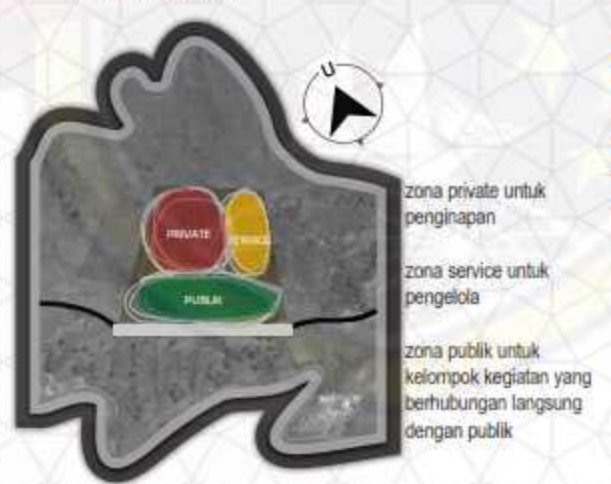 U
zona private untuk
penginapan
PRIVATE
zona service untuk
pengelola
PUBLIK
zona publik untuk
kelompok kegiatan yang
berhubungan langsung
dengan publik